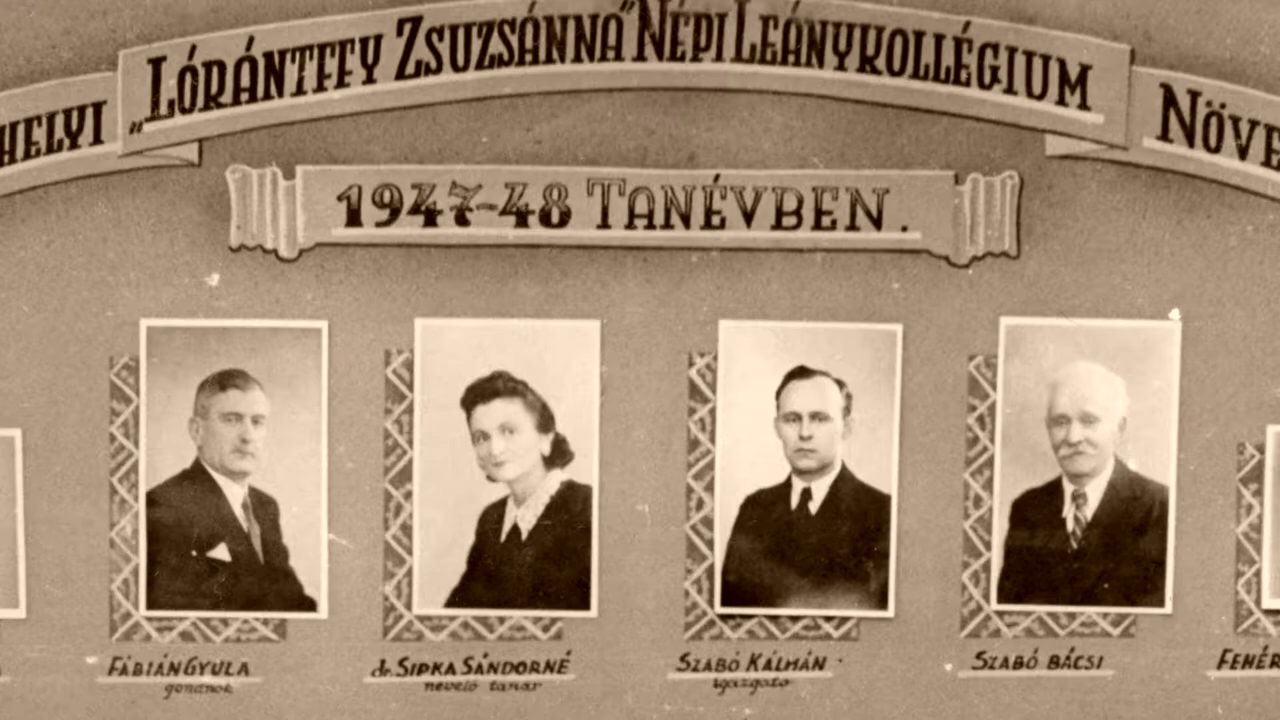 HELYI „LÓRÁNTFFY ZSUZSÁNNA" NÉPI LEÁNYKOLLÉGIUM NÖVE
1947-48 TANÉVBEN.
FÁBIÁN GYULA
gondnok
dr. SIPKA SÁNDORNÉ
nevelő tanár
SZABÓ KÁLMÁN
igazgató
SZABÓ BÁCSI
FEHÉR